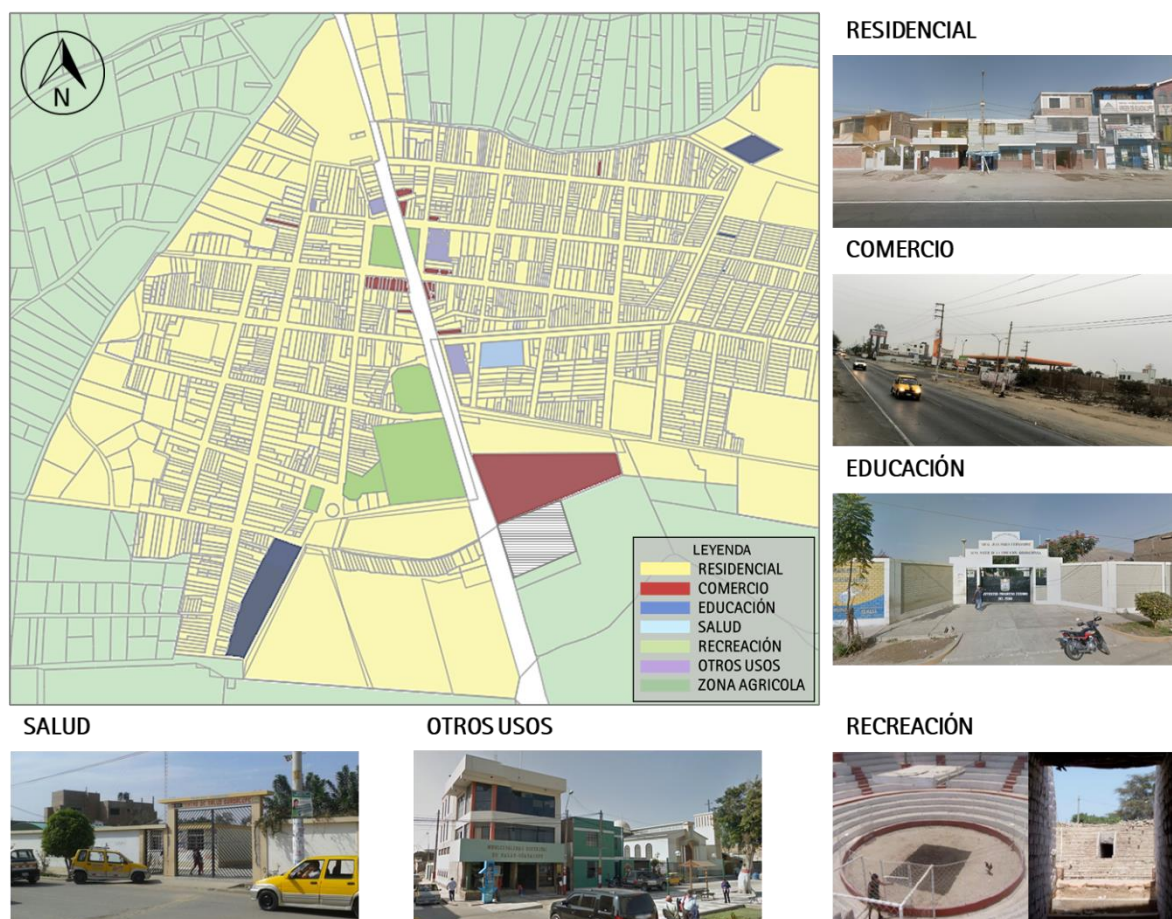 N
RESIDENCIAL
COMERCIO
EDUCACIÓN
LEYENDA
RESIDENCIAL
COMERCIO
EDUCACIÓN
SALUD
RECREACIÓN
OTROS USOS
ZONA AGRICOLA
SALUD
OTROS USOS
RECREACIÓN